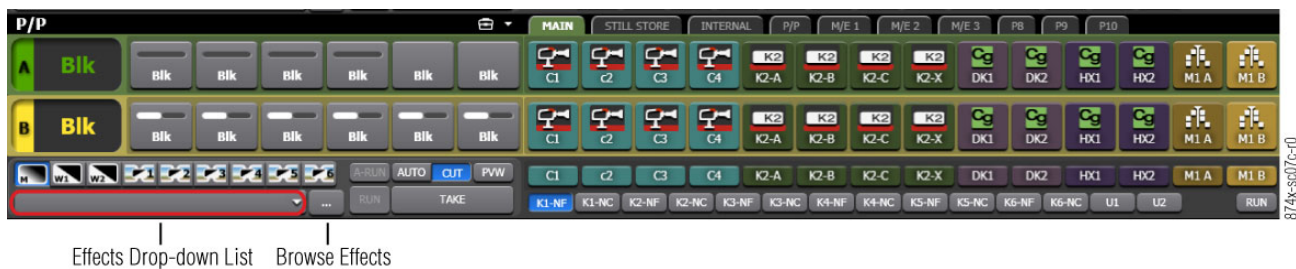 P/P
MAIN STILL STORE INTERNAL P/P M/E 1 M/E 2 M/E 3 P8 P9 P10
A Blk Blk Blk Blk Blk Blk Blk C1 c2 C3 C4 K2 K2-A K2 K2-B K2 K2-C K2 K2-X Cg DK1 Cg DK2 Cg HX1 Cg HX2 M1 A M1 B
B Blk Blk Blk Blk Blk Blk Blk C1 c2 C3 C4 K2 K2-A K2 K2-B K2 K2-C K2 K2-X Cg DK1 Cg DK2 Cg HX1 Cg HX2 M1 A M1 B
M W1 W2 1 2 3 4 5 6 A-RUN AUTO CUT PVW C1 c2 C3 C4 K2-A K2-B K2-C K2-X DK1 DK2 HX1 HX2 M1 A M1 B
... RUN TAKE K1-NF K1-NC K2-NF K2-NC K3-NF K3-NC K4-NF K4-NC K5-NF K5-NC K6-NF K6-NC U1 U2 RUN
Effects Drop-down List Browse Effects
874x-sc07c-r0